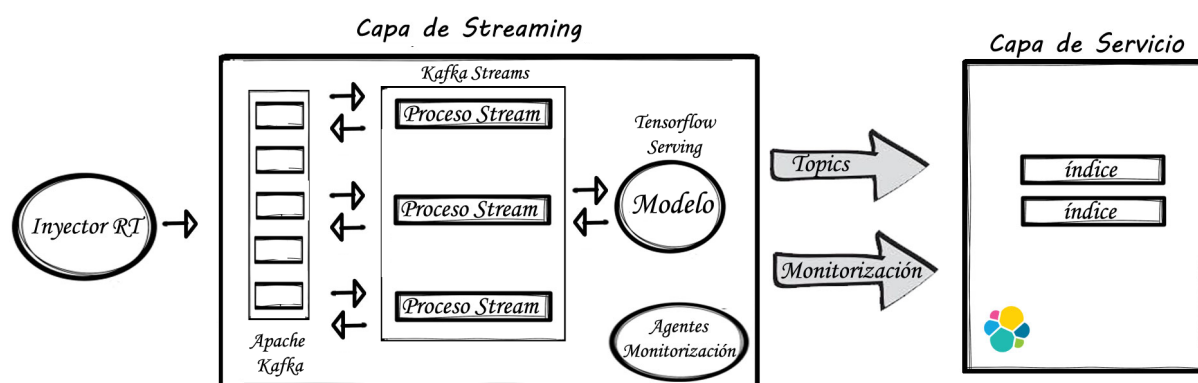 Capa de Streaming
Capa de Servicio
Kafka Streams
Proceso Stream
Tensorflow
Serving
Topics
índice
índice
Inyector RT
Proceso Stream
Modelo
Monitorización
Proceso Stream
Agentes
Monitorización
Apache
Kafka